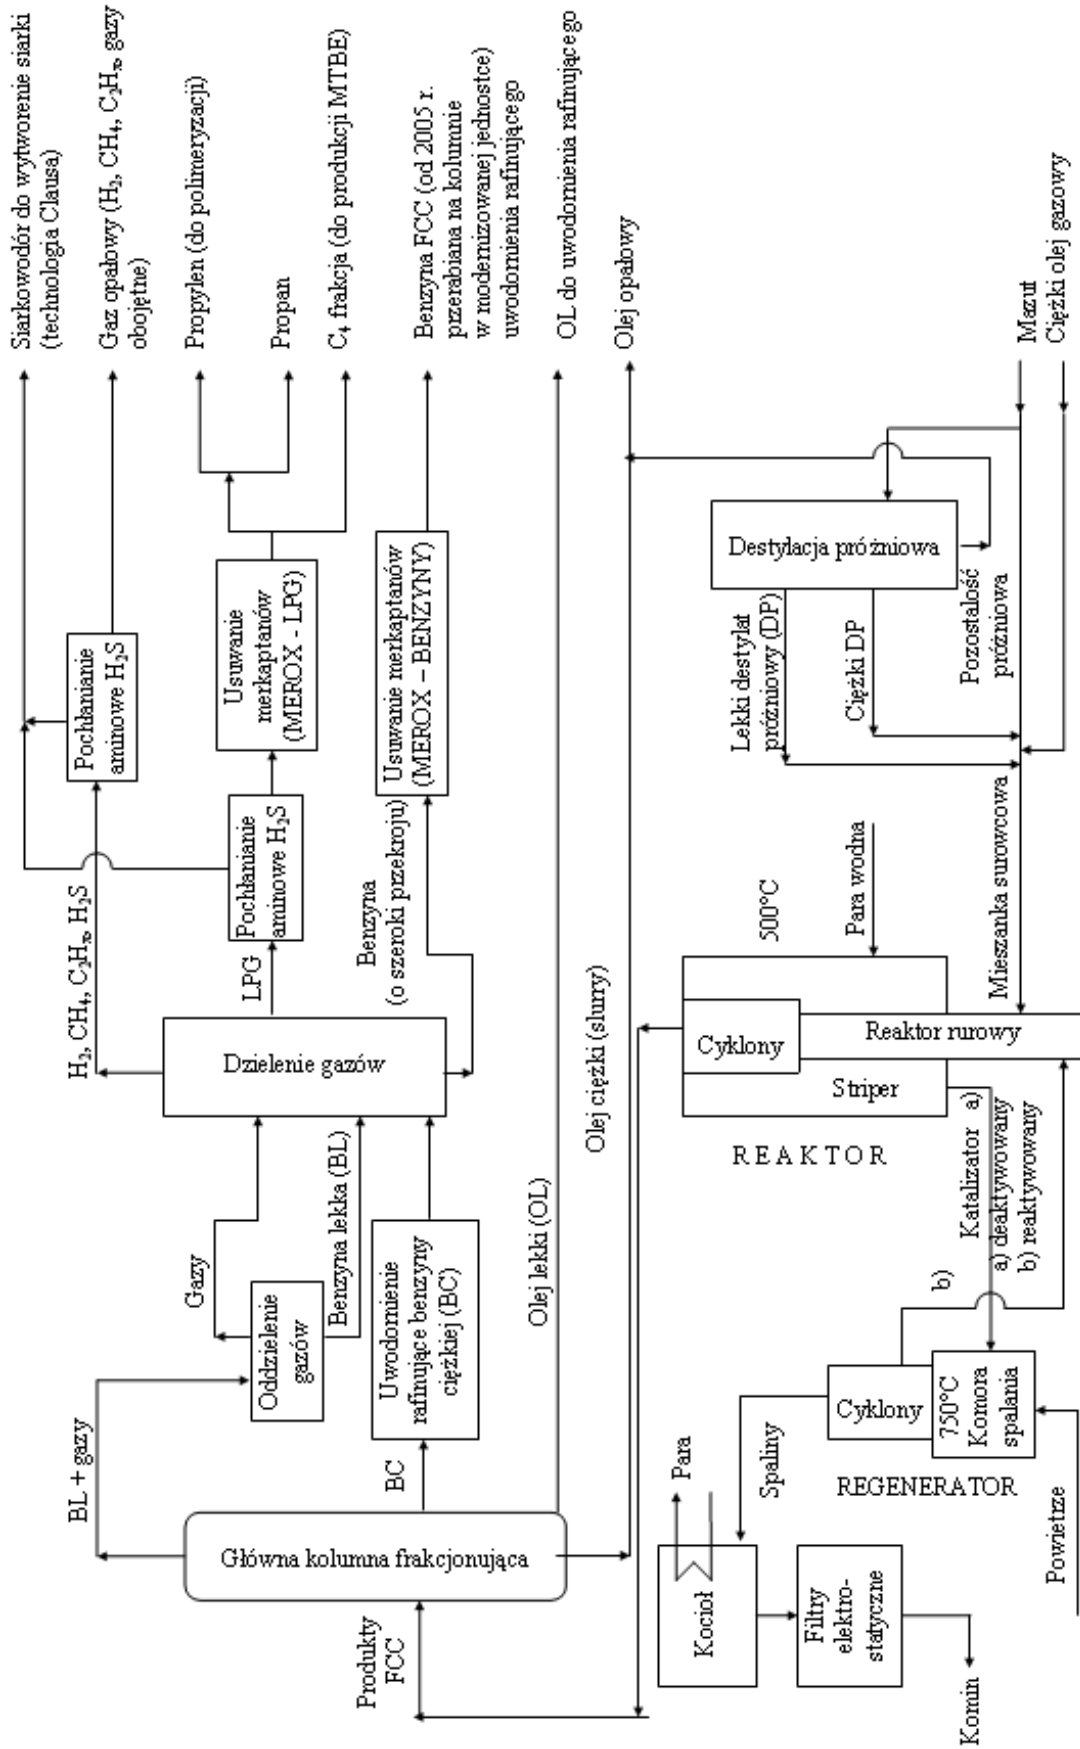 Siarkowodór do wytworzenie siarki
(technologia Clausa)
Gaz opałowy (H₂, CH₄, C₂Hₓ, gazy
obojętne)
Propylen (do polimeryzacji)
Propan
C₄ frakcja (do produkcji MTBE)
Benzyna FCC (od 2005 r.
przerabiana na kolumnie
w modernizowanej jednostce)
uwodornienia rafinującego
OL do uwodornienia rafinującego
Olej opałowy
Mazut
Ciężki olej gazowy
Pochłanianie
aminowe H₂S
Usuwanie
merkaptanów
(MEROX - LPG)
Usuwanie merkaptanów
(MEROX – BENZYNY)
Destylacja próżniowa
Lekki destylat
próżniowy (DP)
Ciężki DP
Pozostalość
próżniowa
H₂, CH₄, C₂Hₓ, H₂S
LPG
Pochłanianie
aminowe H₂S
Benzyna
(o szeroki przekroju)
500°C
Para wodna
Mieszanka surowcowa
Dzielenie gazów
Olej ciężki (slurry)
Cyklony
Reaktor rurowy
Striper
REAKTOR
Gazy
Benzyna lekka (BL)
Oddzielenie
gazów
Uwodornienie
rafinujące benzyny
ciężkiej (BC)
Olej lekki (OL)
Katalizator a)
a) deaktywowany
b) reaktywowany
b)
BL + gazy
BC
Główna kolumna frakcjonująca
Produkty
FCC
Spaliny
Cyklony
750°C
Komora
spalania
REGENERATOR
Para
Kocioł
Filtry
elektro-
statyczne
Komin
Powietrze